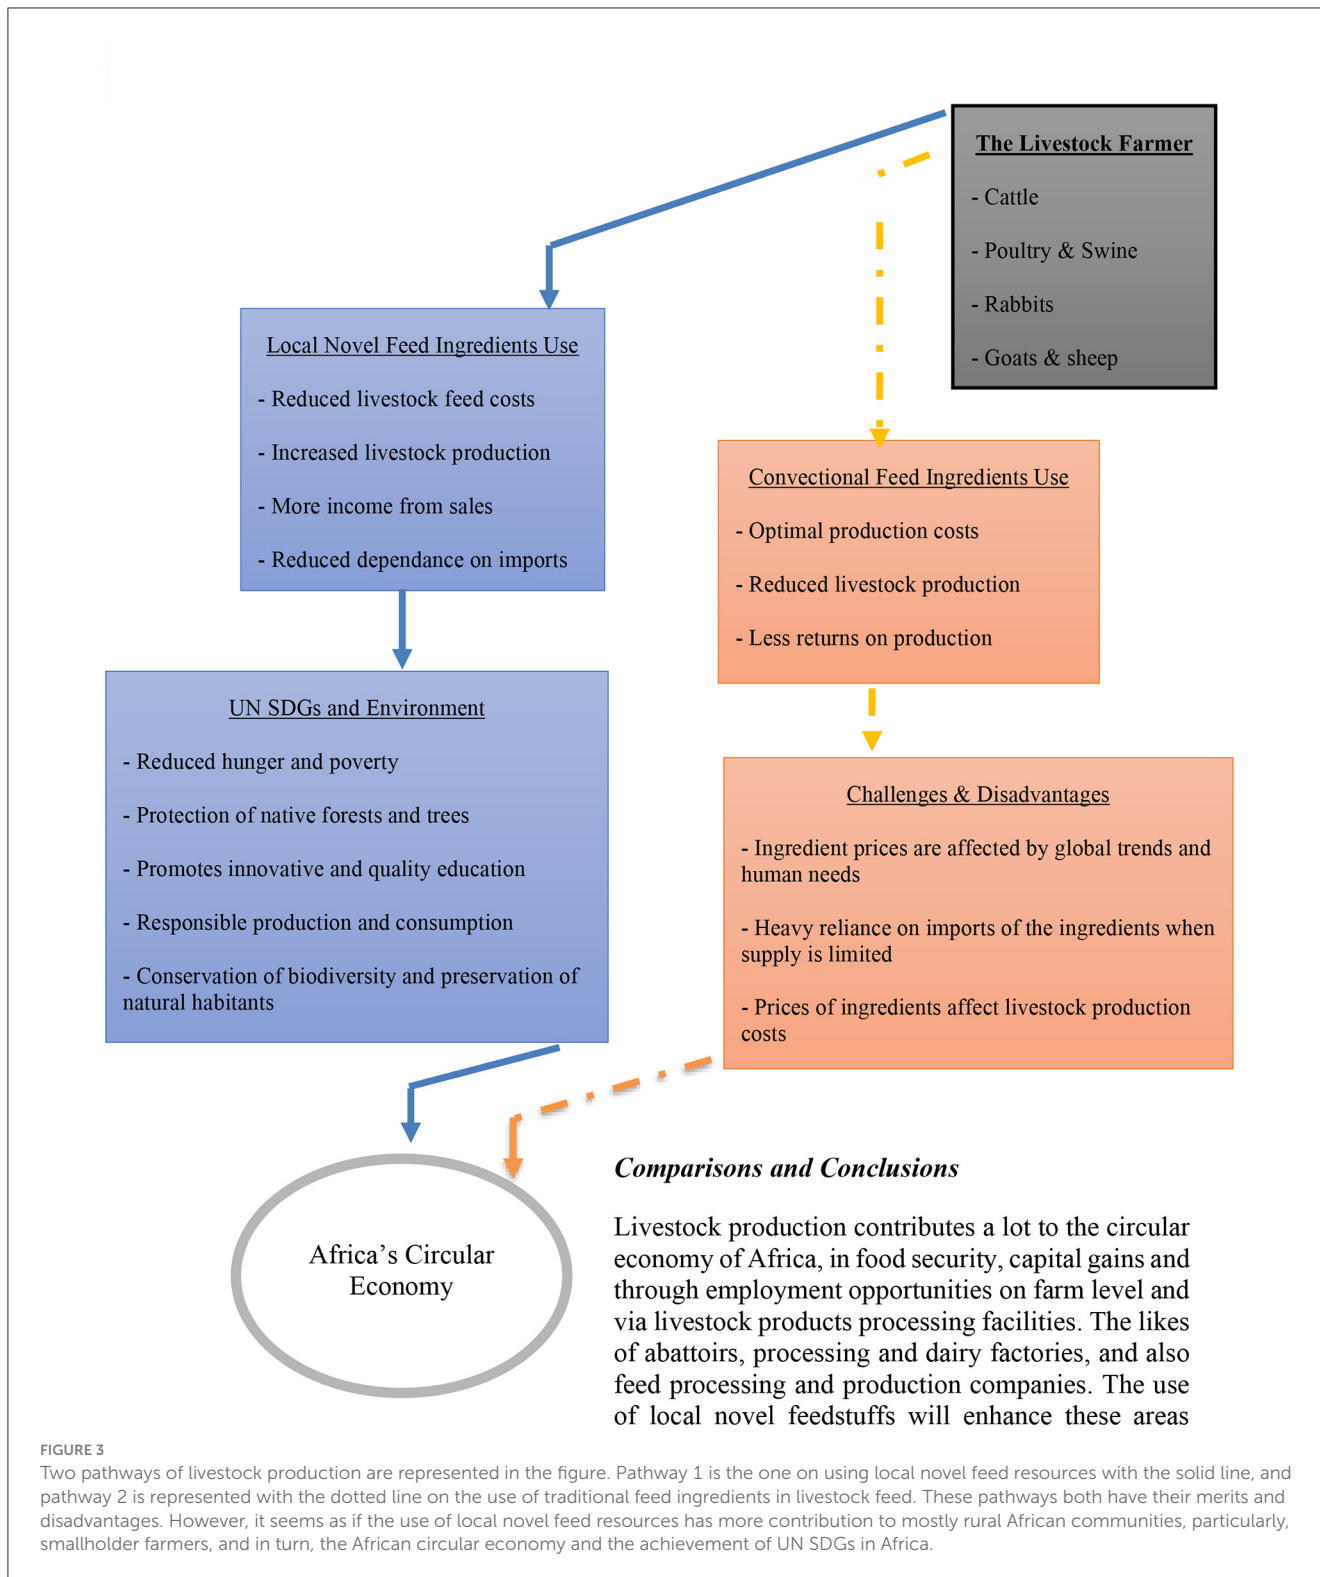 The Livestock Farmer
- Cattle
- Poultry & Swine
- Rabbits
- Goats & sheep
Local Novel Feed Ingredients Use
- Reduced livestock feed costs
- Increased livestock production
- More income from sales
- Reduced dependance on imports
Convectional Feed Ingredients Use
- Optimal production costs
- Reduced livestock production
- Less returns on production
UN SDGs and Environment
- Reduced hunger and poverty
- Protection of native forests and trees
- Promotes innovative and quality education
- Responsible production and consumption
- Conservation of biodiversity and preservation of
natural habitants
Challenges & Disadvantages
- Ingredient prices are affected by global trends and
human needs
- Heavy reliance on imports of the ingredients when
supply is limited
- Prices of ingredients affect livestock production
costs
Africa's Circular
Economy
Comparisons and Conclusions
Livestock production contributes a lot to the circular
economy of Africa, in food security, capital gains and
through employment opportunities on farm level and
via livestock products processing facilities. The likes
of abattoirs, processing and dairy factories, and also
feed processing and production companies. The use
of local novel feedstuffs will enhance these areas
FIGURE 3
Two pathways of livestock production are represented in the figure. Pathway 1 is the one on using local novel feed resources with the solid line, and
pathway 2 is represented with the dotted line on the use of traditional feed ingredients in livestock feed. These pathways both have their merits and
disadvantages. However, it seems as if the use of local novel feed resources has more contribution to mostly rural African communities, particularly,
smallholder farmers, and in turn, the African circular economy and the achievement of UN SDGs in Africa.